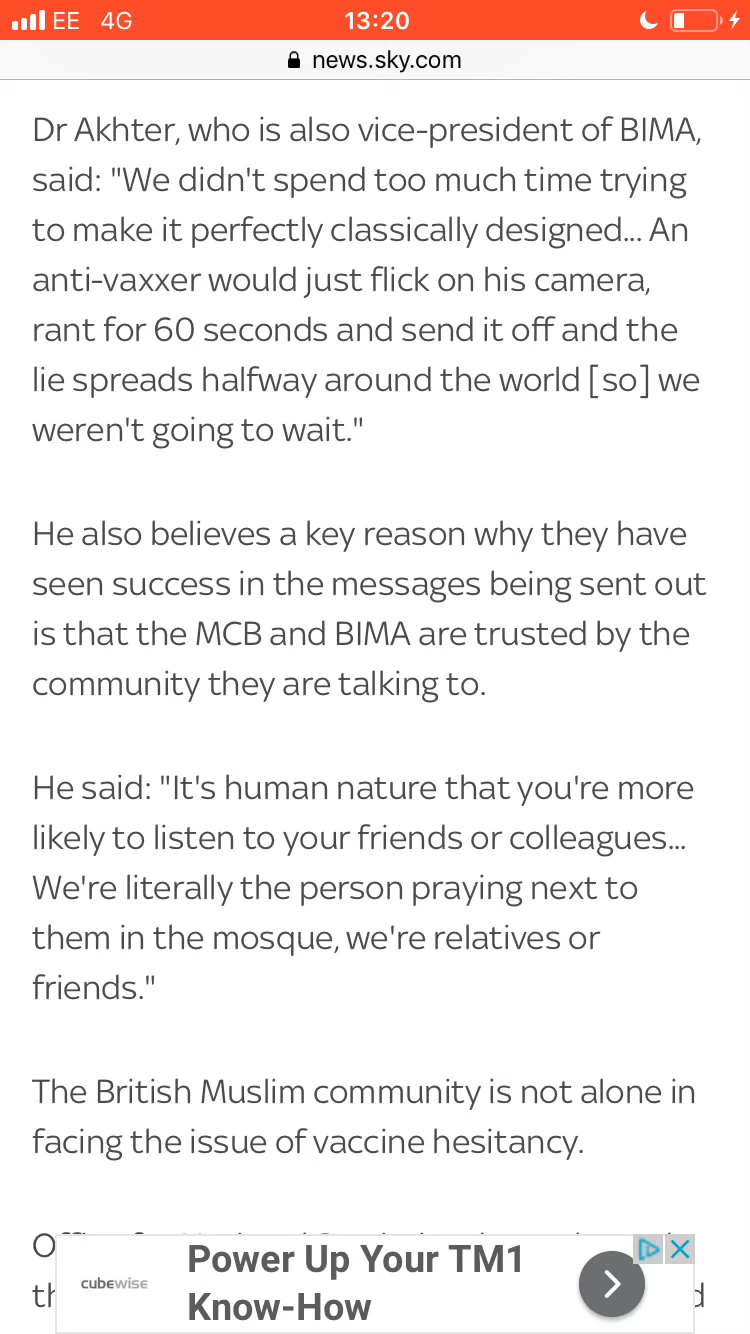 EE 4G 13:20
news.sky.com
Dr Akhter, who is also vice-president of BIMA,
said: "We didn't spend too much time trying
to make it perfectly classically designed... An
anti-vaxxer would just flick on his camera,
rant for 60 seconds and send it off and the
lie spreads halfway around the world [so] we
weren't going to wait."
He also believes a key reason why they have
seen success in the messages being sent out
is that the MCB and BIMA are trusted by the
community they are talking to.
He said: "It's human nature that you're more
likely to listen to your friends or colleagues...
We're literally the person praying next to
them in the mosque, we're relatives or
friends."
The British Muslim community is not alone in
facing the issue of vaccine hesitancy.
Power Up Your TM1
cubewise
Know-How